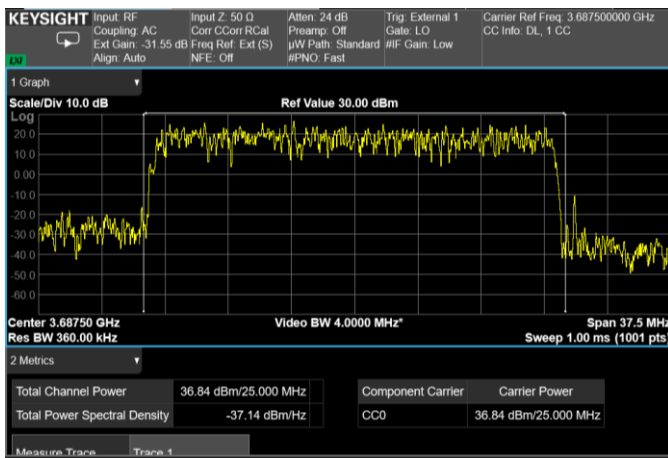 KEYSIGHT Input: RF Input Z: 50 Ω Atten: 24 dB Trig: External 1 Carrier Ref Freq: 3.687500000 GHz
Coupling: AC Corr CCorr RCal Preamp: Off Gate: LO CC Info: DL, 1 CC
Ext Gain: -31.55 dB Freq Ref: Ext (S) µW Path: Standard #IF Gain: Low
LXI Align: Auto NFE: Off #PNO: Fast
1 Graph
Scale/Div 10.0 dB Ref Value 30.00 dBm
Log
20.0
10.0
0.00
-10.0
-20.0
-30.0
-40.0
-50.0
-60.0
Center 3.68750 GHz Video BW 4.0000 MHz* Span 37.5 MHz
Res BW 360.00 kHz Sweep 1.00 ms (1001 pts)
2 Metrics
Total Channel Power 36.84 dBm/25.000 MHz Component Carrier Carrier Power
Total Power Spectral Density -37.14 dBm/Hz CC0 36.84 dBm/25.000 MHz
Measure Trace Trace 1